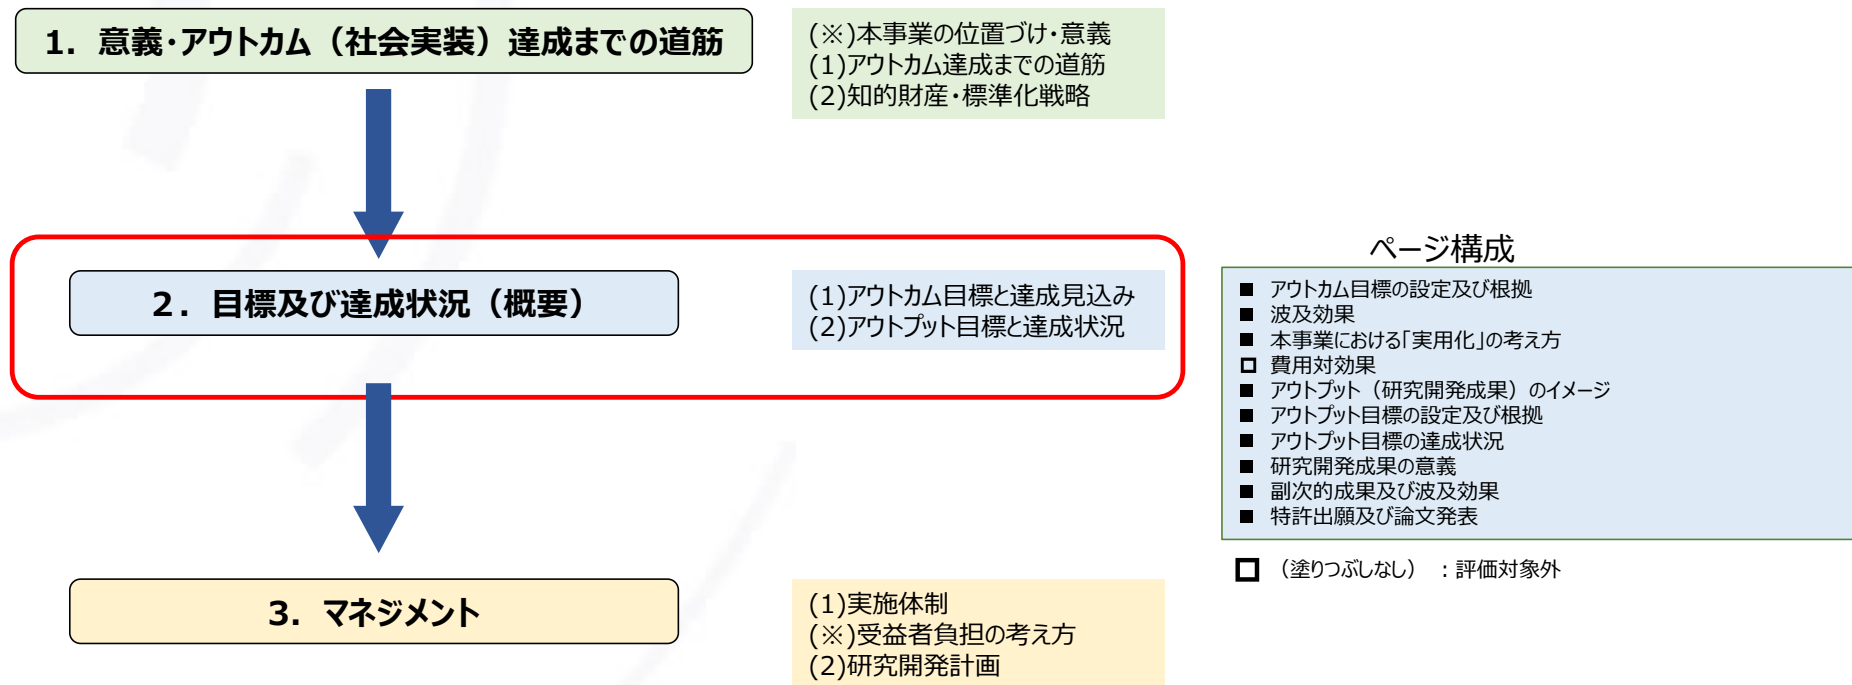 1. 意義・アウトカム（社会実装）達成までの道筋
(※)本事業の位置づけ・意義
(1)アウトカム達成までの道筋
(2)知的財産・標準化戦略
2. 目標及び達成状況（概要）
(1)アウトカム目標と達成見込み
(2)アウトプット目標と達成状況
ページ構成
■ アウトカム目標の設定及び根拠
■ 波及効果
■ 本事業における「実用化」の考え方
□ 費用対効果
■ アウトプット（研究開発成果）のイメージ
■ アウトプット目標の設定及び根拠
■ アウトプット目標の達成状況
■ 研究開発成果の意義
■ 副次的成果及び波及効果
■ 特許出願及び論文発表
□ （塗りつぶしなし）：評価対象外
3. マネジメント
(1)実施体制
(※)受益者負担の考え方
(2)研究開発計画